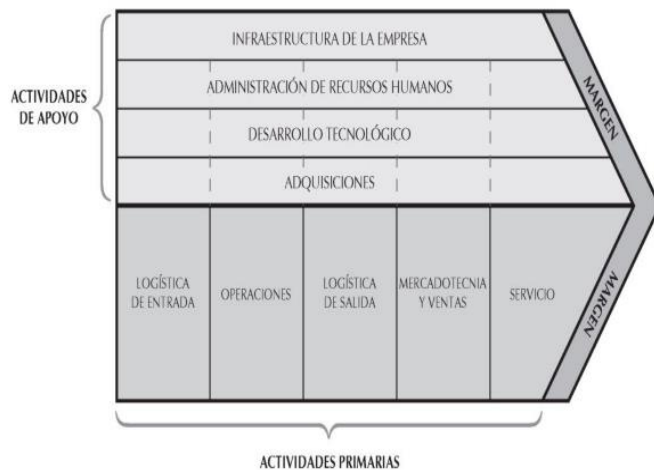 INFRAESTRUCTURA DE LA EMPRESA
ADMINISTRACIÓN DE RECURSOS HUMANOS
ACTIVIDADES
DE APOYO
DESARROLLO TECNOLÓGICO
ADQUISICIONES
MARGEN
LOGÍSTICA
DE ENTRADA
OPERACIONES
LOGÍSTICA
DE SALIDA
MERCADOTECNIA
Y VENTAS
SERVICIO
MARGEN
ACTIVIDADES PRIMARIAS